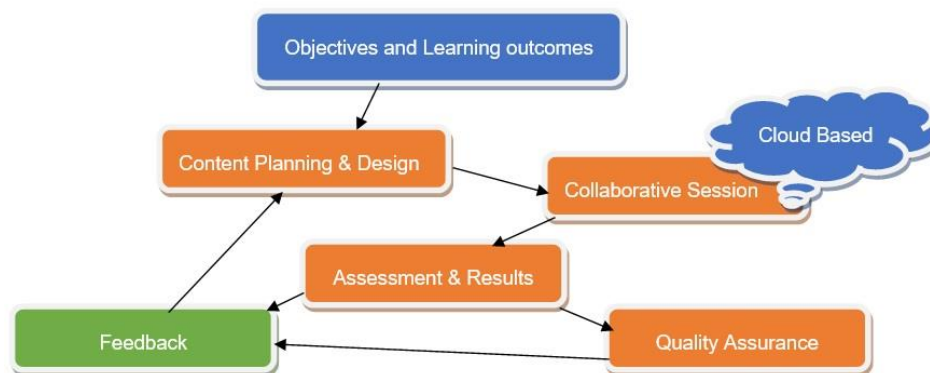 Objectives and Learning outcomes
Cloud Based
Content Planning & Design
Collaborative Session
Assessment & Results
Feedback
Quality Assurance